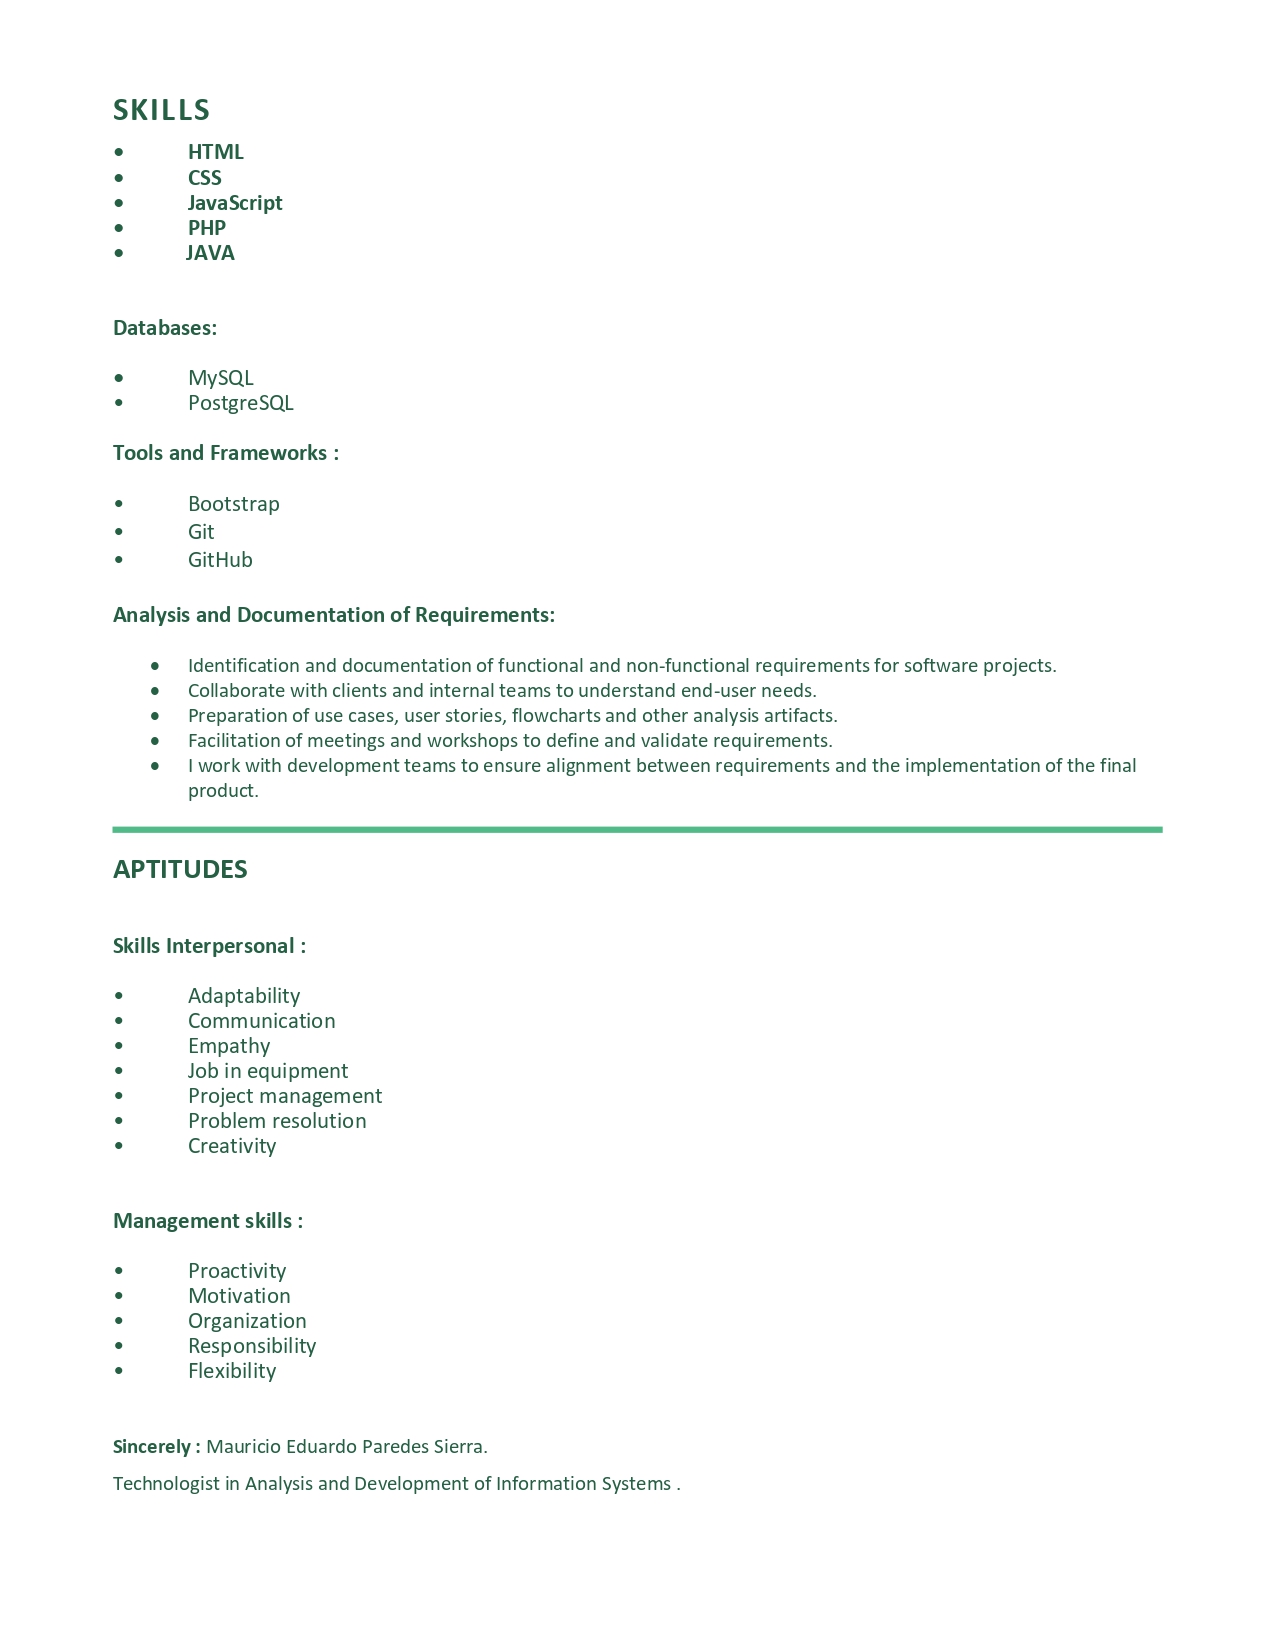 SKILLS
• HTML
• CSS
• JavaScript
• PHP
• JAVA
Databases:
• MySQL
• PostgreSQL
Tools and Frameworks :
• Bootstrap
• Git
• GitHub
Analysis and Documentation of Requirements:
• Identification and documentation of functional and non-functional requirements for software projects.
• Collaborate with clients and internal teams to understand end-user needs.
• Preparation of use cases, user stories, flowcharts and other analysis artifacts.
• Facilitation of meetings and workshops to define and validate requirements.
• I work with development teams to ensure alignment between requirements and the implementation of the final
product.
APTITUDES
Skills Interpersonal :
• Adaptability
• Communication
• Empathy
• Job in equipment
• Project management
• Problem resolution
• Creativity
Management skills :
• Proactivity
• Motivation
• Organization
• Responsibility
• Flexibility
Sincerely : Mauricio Eduardo Paredes Sierra.
Technologist in Analysis and Development of Information Systems .